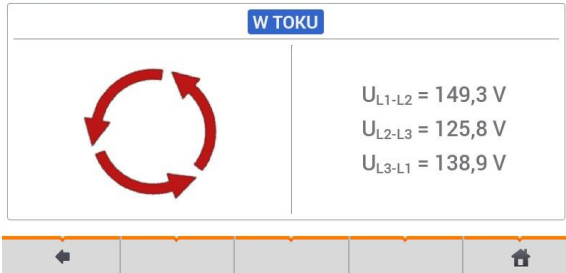 W TOKU
UL1-L2 = 149,3 V
UL2-L3 = 125,8 V
UL3-L1 = 138,9 V